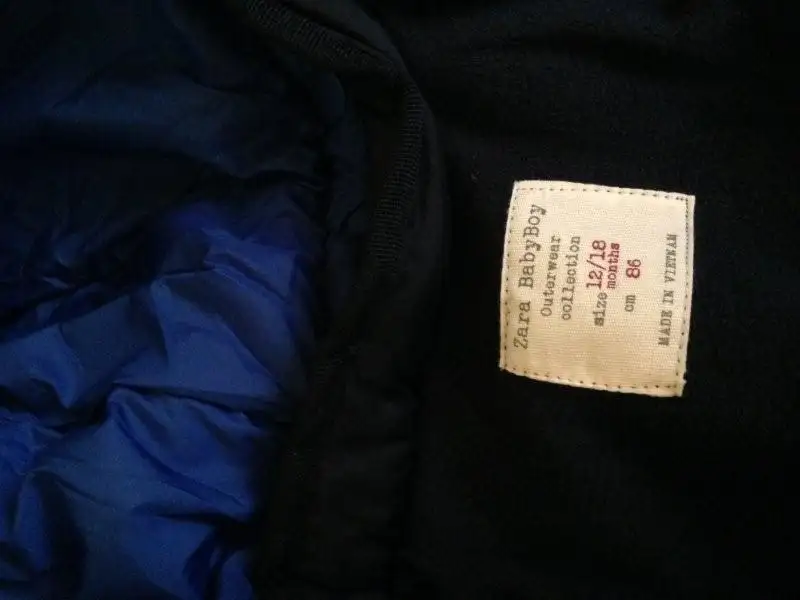 Zara BabyBoy
Outerwear
collection
size 12/18
months
cm 86
MADE IN VIETNAM